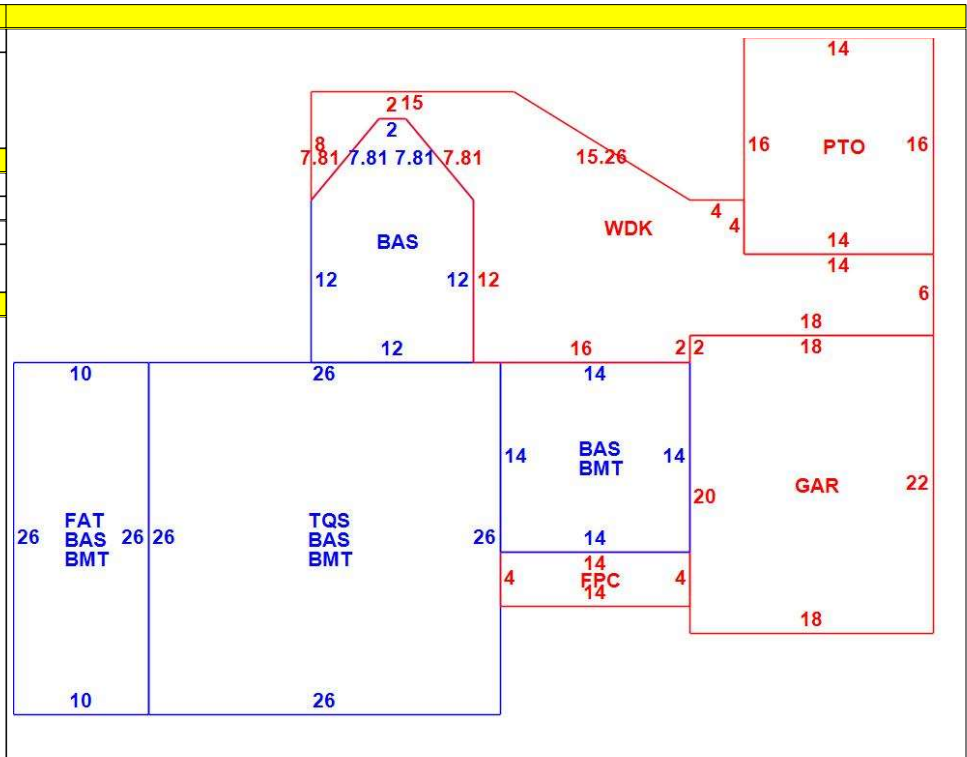 14
2 15
2
8
7.81 7.81 7.81 7.81
15.26
16 PTO 16
4
4
WDK
BAS
14
14
12 12 12
6
18
12 16 2 2 18
10 26 14
14 BAS 14
BMT
20 GAR 22
26 FAT 26 26 TQS 26
BAS BAS
BMT BMT
14
14
4 FPC 4
14
18
10 26